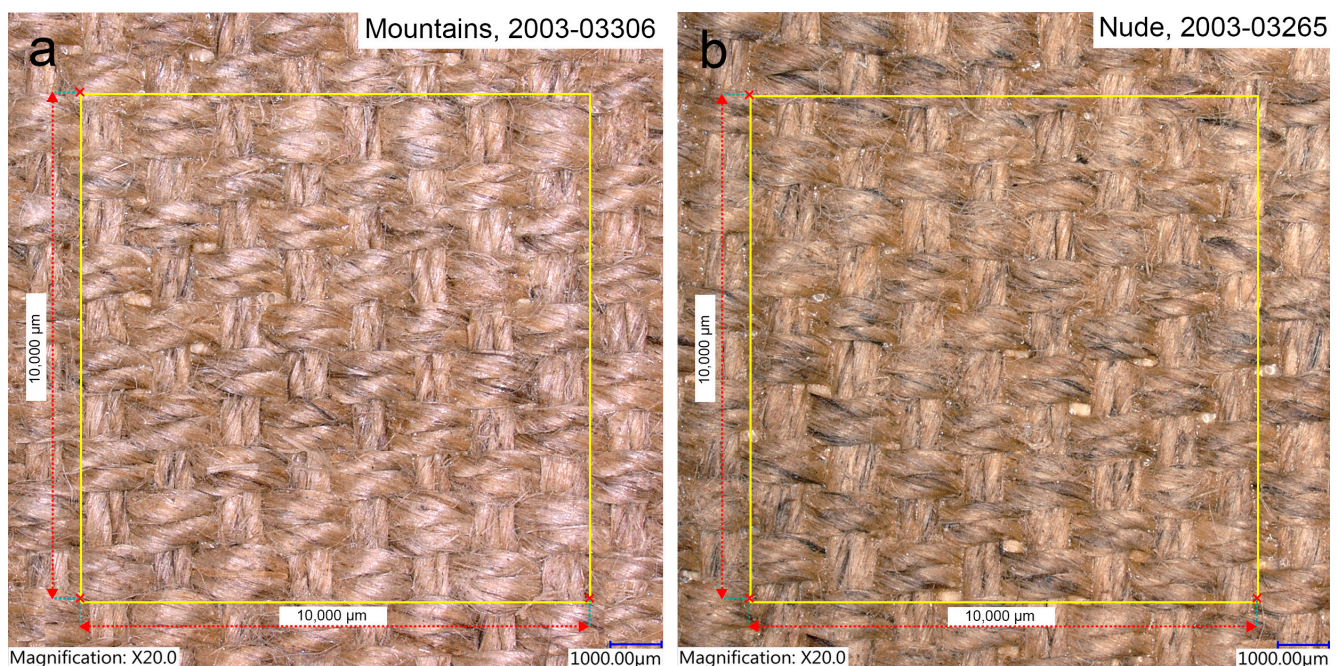 a
Mountains, 2003-03306
10,000 µm
10,000 µm
Magnification: X20.0
1000.00µm
b
Nude, 2003-03265
10,000 µm
10,000 µm
Magnification: X20.0
1000.00µm